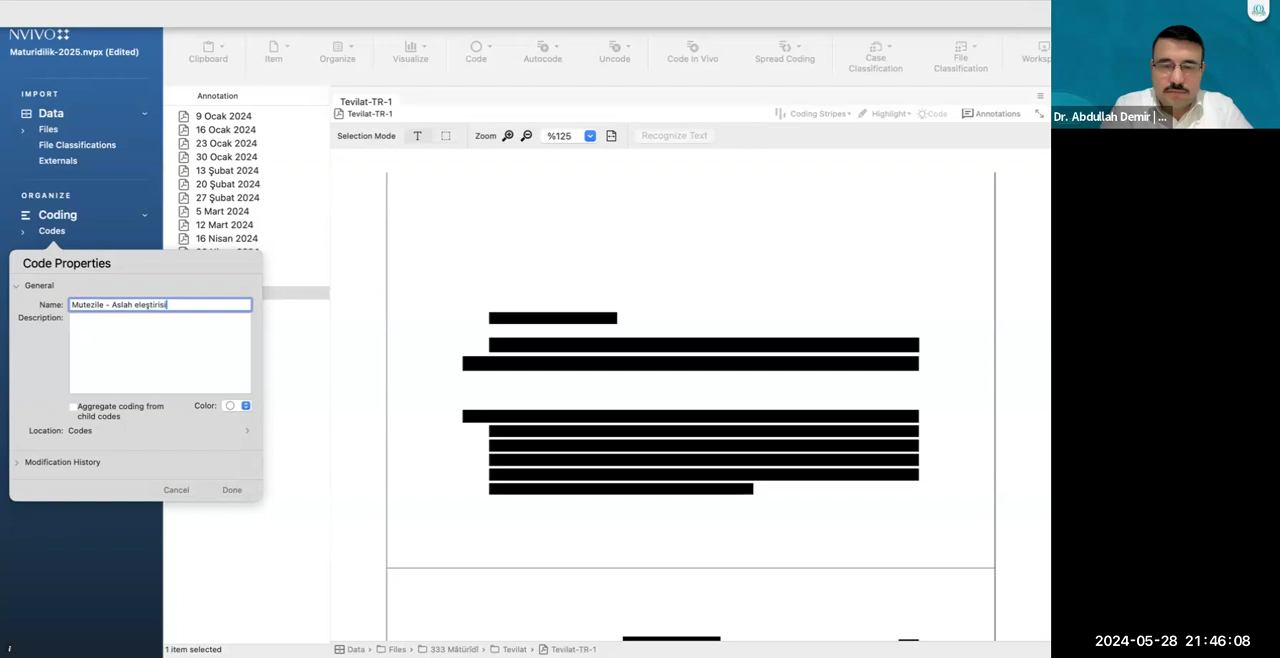 NVIVO
Maturidilik-2025.nvpx (Edited)
Clipboard
Item
Organize
Visualize
Code
Autocode
Uncode
Code In Vivo
Spread Coding
Case
Classification
File
Classification
Worksp
IMPORT
Data
Files
File Classifications
Externals
ORGANIZE
Coding
Codes
Annotation
9 Ocak 2024
16 Ocak 2024
23 Ocak 2024
30 Ocak 2024
13 Şubat 2024
20 Şubat 2024
27 Şubat 2024
5 Mart 2024
12 Mart 2024
16 Nisan 2024
Tevilat-TR-1
Tevilat-TR-1
Coding Stripes
Highlight
Code
Annotations
Selection Mode
T
Zoom
%125
Recognize Text
Code Properties
General
Name: Mutezile - Aslah eleştirisi
Description:
Aggregate coding from
child codes
Color:
Location: Codes
Modification History
Cancel
Done
1 item selected
Data > Files > 333 Mâtürîdî > Tevilat > Tevilat-TR-1
Dr. Abdullah Demir | ...
2024-05-28 21:46:08